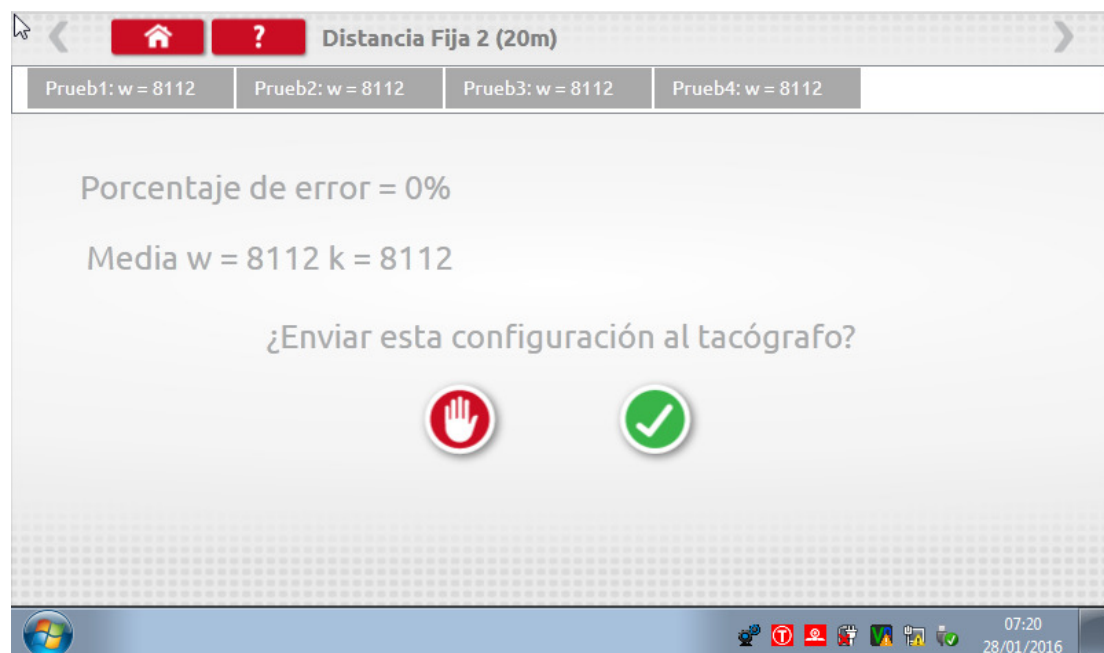 ? Distancia Fija 2 (20m)
Prueb1: w = 8112 Prueb2: w = 8112 Prueb3: w = 8112 Prueb4: w = 8112
Porcentaje de error = 0%
Media w = 8112 k = 8112
¿Enviar esta configuración al tacógrafo?
07:20
28/01/2016